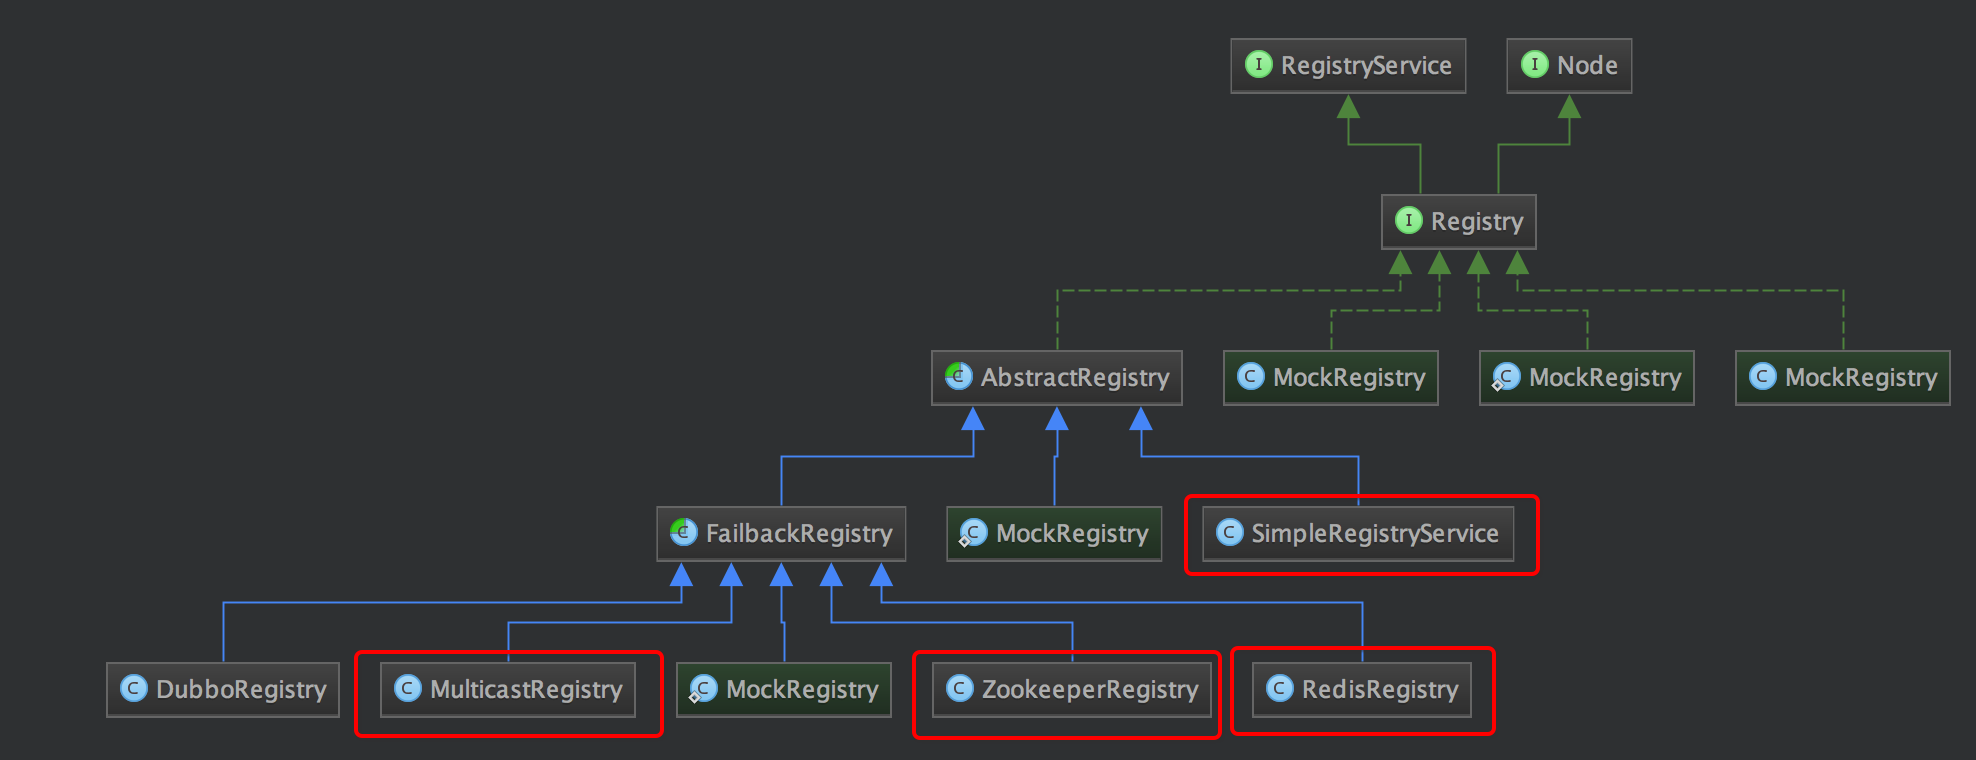 I RegistryService
I Node
I Registry
C AbstractRegistry
C MockRegistry
C MockRegistry
C MockRegistry
C FailbackRegistry
C MockRegistry
C SimpleRegistryService
C DubboRegistry
C MulticastRegistry
C MockRegistry
C ZookeeperRegistry
C RedisRegistry